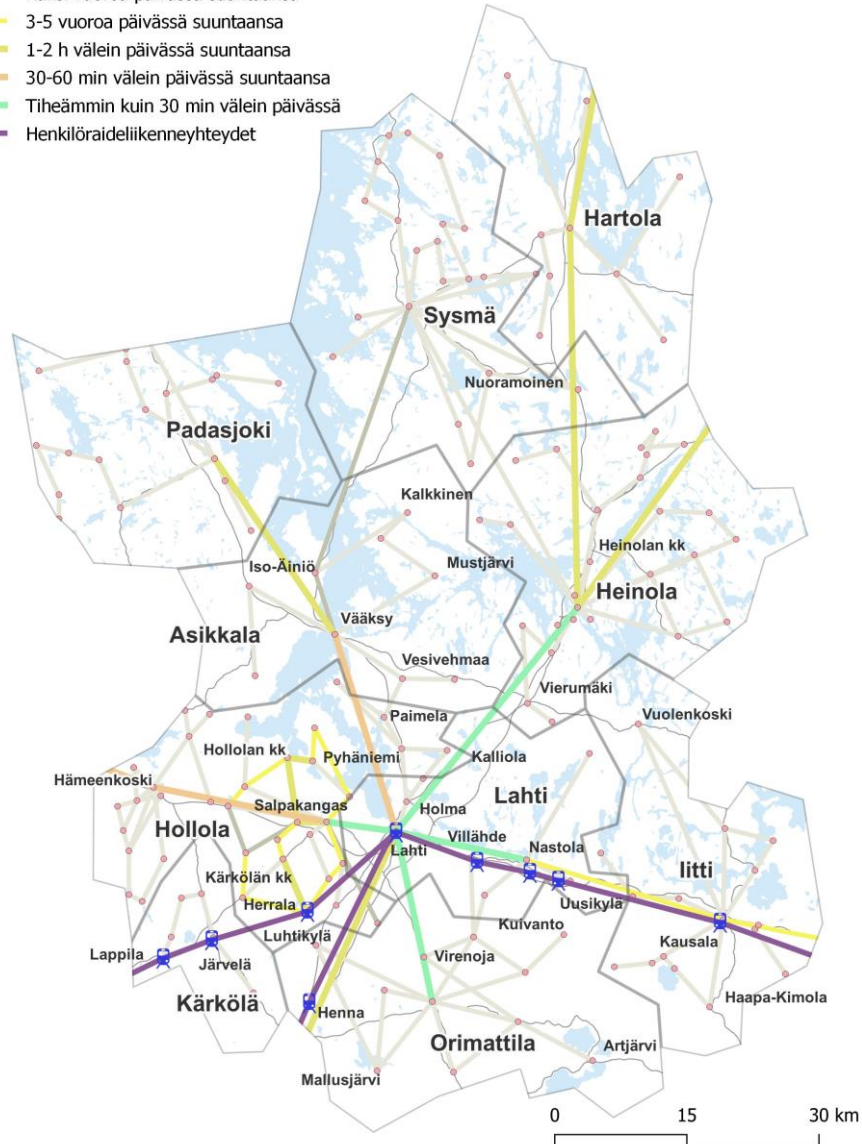 3-5 vuoroa päivässä suuntaansa
1-2 h välein päivässä suuntaansa
30-60 min välein päivässä suuntaansa
Tiheämmin kuin 30 min välein päivässä
Henkilöraideliikenneyhteydet
Hartola
Sysmä
Nuoramoinen
Padasjoki
Kalkkinen
Iso-Äiniö
Mustjärvi
Heinolan kk
Heinola
Vääksy
Asikkala
Vesivehmaa
Vierumäki
Paimela
Vuolenkoski
Hollolan kk
Pyhäniemi
Kalliola
Hämeenkoski
Salpakangas
Holma
Lahti
Hollola
Lahti
Villähde
Nastola
Iitti
Kärkölän kk
Uusikylä
Herrala
Luhtikylä
Kuivanto
Kausala
Lappila
Järvelä
Virenoja
Haapa-Kimola
Kärkölä
Henna
Orimattila
Artjärvi
Mallusjärvi
0 15 30 km